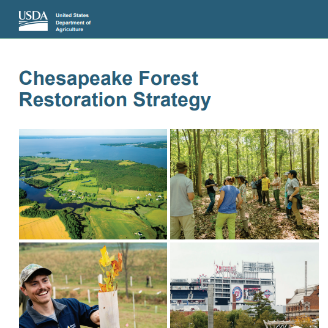 USDA
United States
Department of
Agriculture
Chesapeake Forest
Restoration Strategy